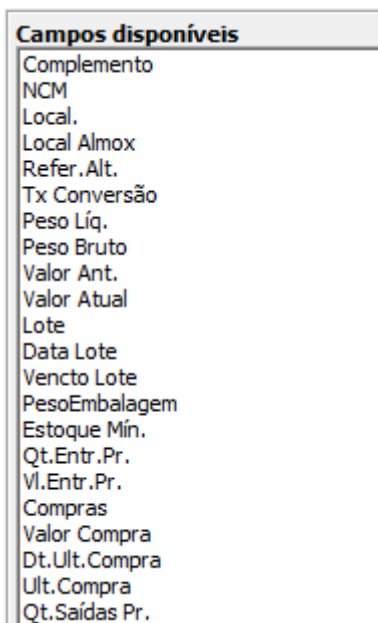 Campos disponíveis
Complemento
NCM
Local.
Local Almox
Refer.Alt.
Tx Conversão
Peso Líq.
Peso Bruto
Valor Ant.
Valor Atual
Lote
Data Lote
Vencto Lote
PesoEmbalagem
Estoque Mín.
Qt.Entr.Pr.
Vl.Entr.Pr.
Compras
Valor Compra
Dt.Ult.Compra
Ult.Compra
Qt.Saídas Pr.